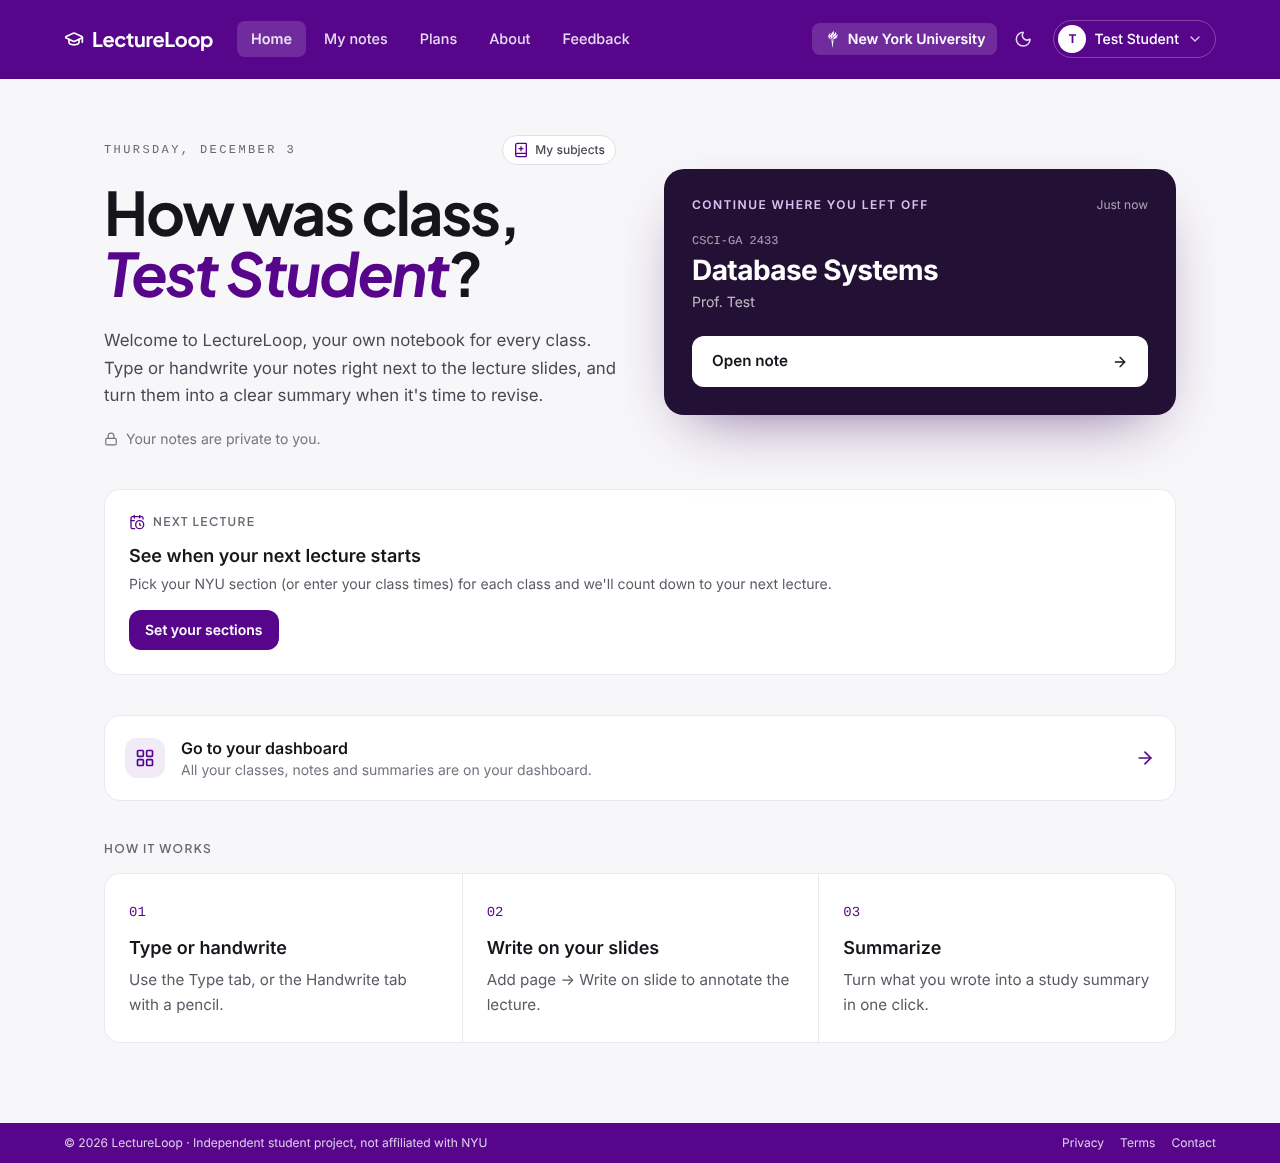 LectureLoop
Home
My notes
Plans
About
Feedback
New York University
T
Test Student
THURSDAY, DECEMBER 3
My subjects
How was class,
Test Student?
Welcome to LectureLoop, your own notebook for every class.
Type or handwrite your notes right next to the lecture slides, and
turn them into a clear summary when it's time to revise.
Your notes are private to you.
CONTINUE WHERE YOU LEFT OFF
Just now
CSCI-GA 2433
Database Systems
Prof. Test
Open note
NEXT LECTURE
See when your next lecture starts
Pick your NYU section (or enter your class times) for each class and we'll count down to your next lecture.
Set your sections
Go to your dashboard
All your classes, notes and summaries are on your dashboard.
HOW IT WORKS
01
Type or handwrite
Use the Type tab, or the Handwrite tab
with a pencil.
02
Write on your slides
Add page → Write on slide to annotate the
lecture.
03
Summarize
Turn what you wrote into a study summary
in one click.
© 2026 LectureLoop · Independent student project, not affiliated with NYU
Privacy
Terms
Contact